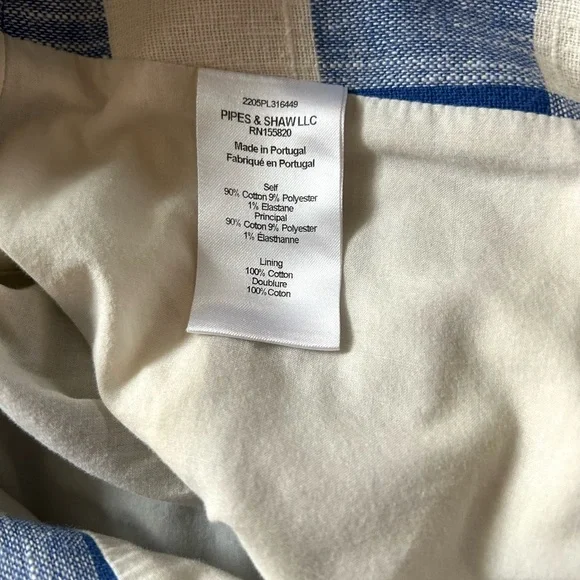 2205PL316449
PIPES & SHAW LLC
RN155820
Made in Portugal
Fabriqué en Portugal
Self
90% Cotton 9% Polyester
1% Elastane
Principal
90% Coton 9% Polyester
1% Élasthanne
Lining
100% Cotton
Doublure
100% Coton